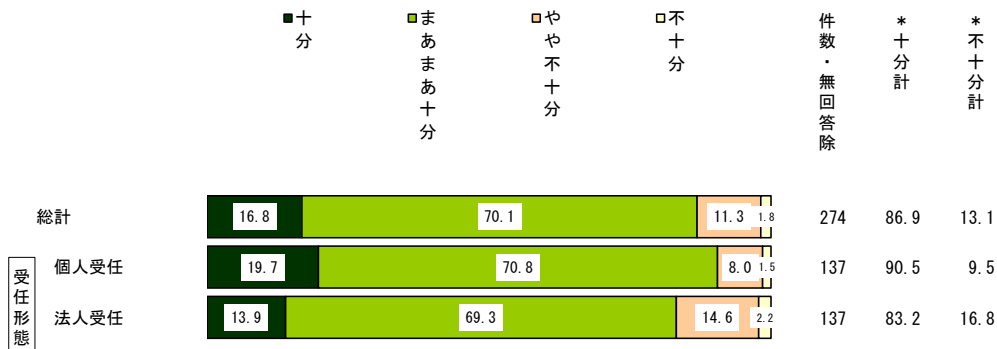 ■十分
■まあまあ十分
■やや不十分
■不十分
件数・無回答除
*十分計
*不十分計
総計 16.8 70.1 11.3 1.8 274 86.9 13.1
受任形態
個人受任 19.7 70.8 8.0 1.5 137 90.5 9.5
法人受任 13.9 69.3 14.6 2.2 137 83.2 16.8